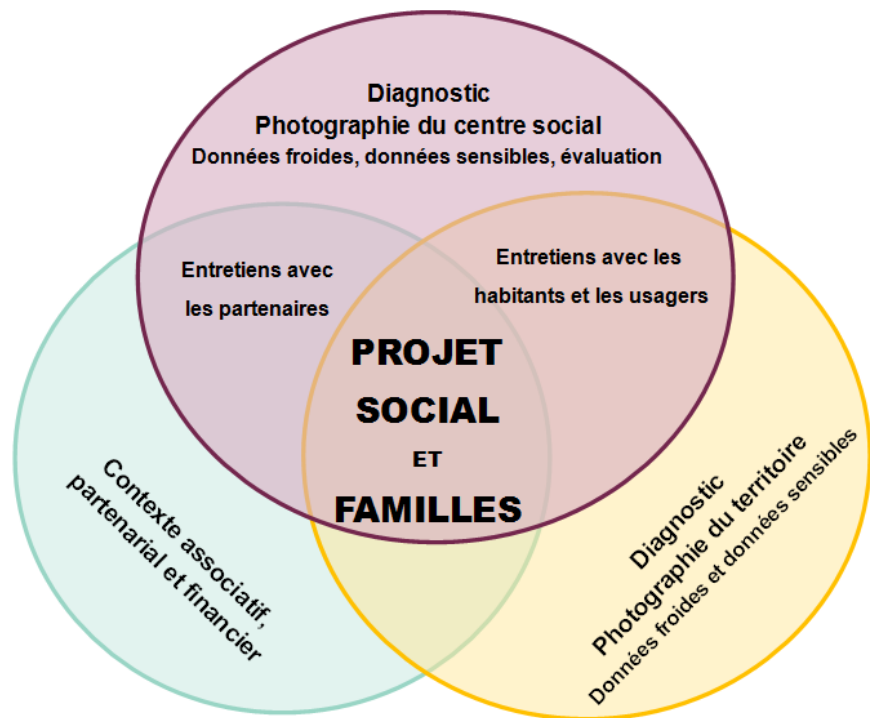 Diagnostic
Photographie du centre social
Données froides, données sensibles, évaluation
Entretiens avec
les partenaires
Entretiens avec les
habitants et les usagers
PROJET
SOCIAL
ET
FAMILLES
Contexte associatif,
partenarial et financier
Diagnostic
Photographie du territoire
Données froides et données sensibles